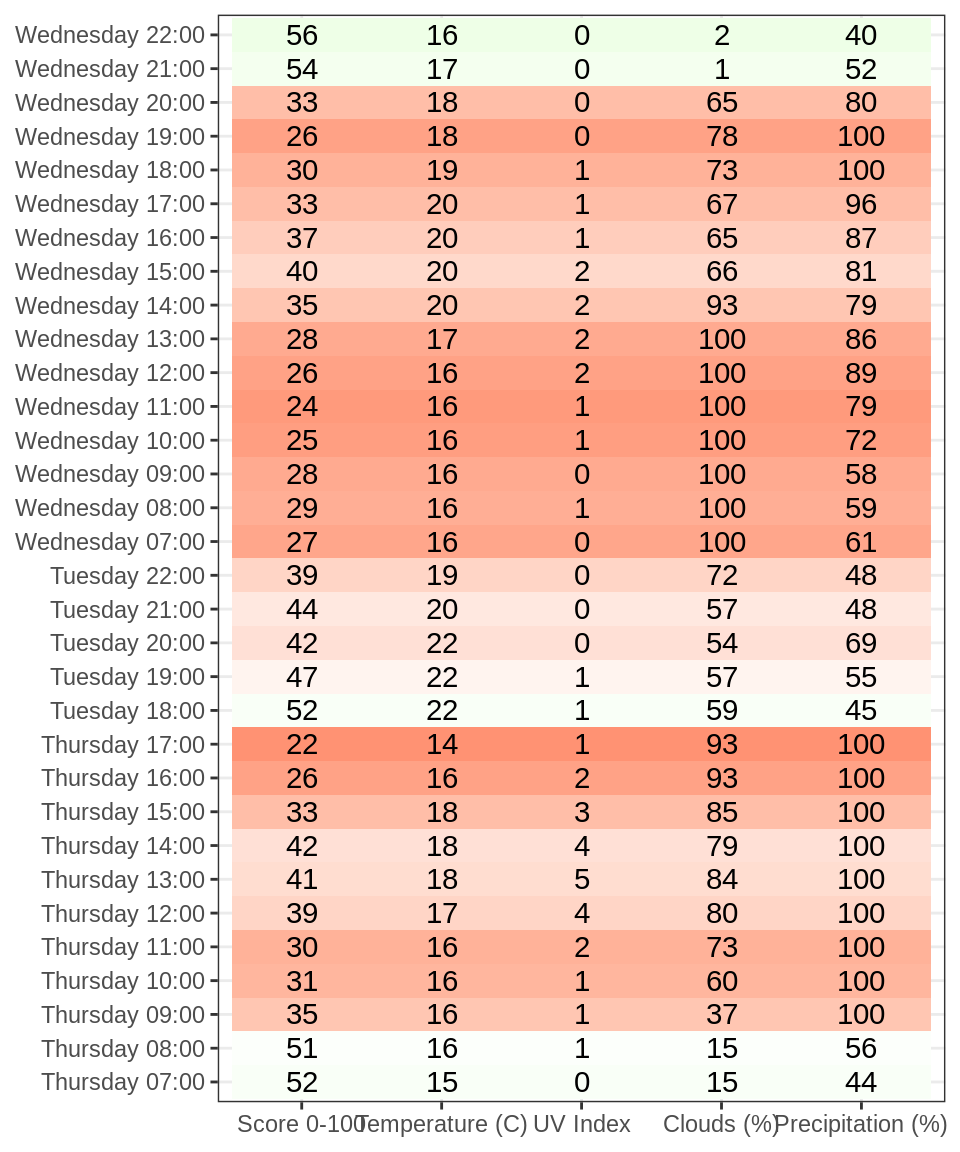 Wednesday 22:00 56 16 0 2 40
Wednesday 21:00 54 17 0 1 52
Wednesday 20:00 33 18 0 65 80
Wednesday 19:00 26 18 0 78 100
Wednesday 18:00 30 19 1 73 100
Wednesday 17:00 33 20 1 67 96
Wednesday 16:00 37 20 1 65 87
Wednesday 15:00 40 20 2 66 81
Wednesday 14:00 35 20 2 93 79
Wednesday 13:00 28 17 2 100 86
Wednesday 12:00 26 16 2 100 89
Wednesday 11:00 24 16 1 100 79
Wednesday 10:00 25 16 1 100 72
Wednesday 09:00 28 16 0 100 58
Wednesday 08:00 29 16 1 100 59
Wednesday 07:00 27 16 0 100 61
Tuesday 22:00 39 19 0 72 48
Tuesday 21:00 44 20 0 57 48
Tuesday 20:00 42 22 0 54 69
Tuesday 19:00 47 22 1 57 55
Tuesday 18:00 52 22 1 59 45
Thursday 17:00 22 14 1 93 100
Thursday 16:00 26 16 2 93 100
Thursday 15:00 33 18 3 85 100
Thursday 14:00 42 18 4 79 100
Thursday 13:00 41 18 5 84 100
Thursday 12:00 39 17 4 80 100
Thursday 11:00 30 16 2 73 100
Thursday 10:00 31 16 1 60 100
Thursday 09:00 35 16 1 37 100
Thursday 08:00 51 16 1 15 56
Thursday 07:00 52 15 0 15 44
Score 0-100 Temperature (C) UV Index Clouds (%) Precipitation (%)